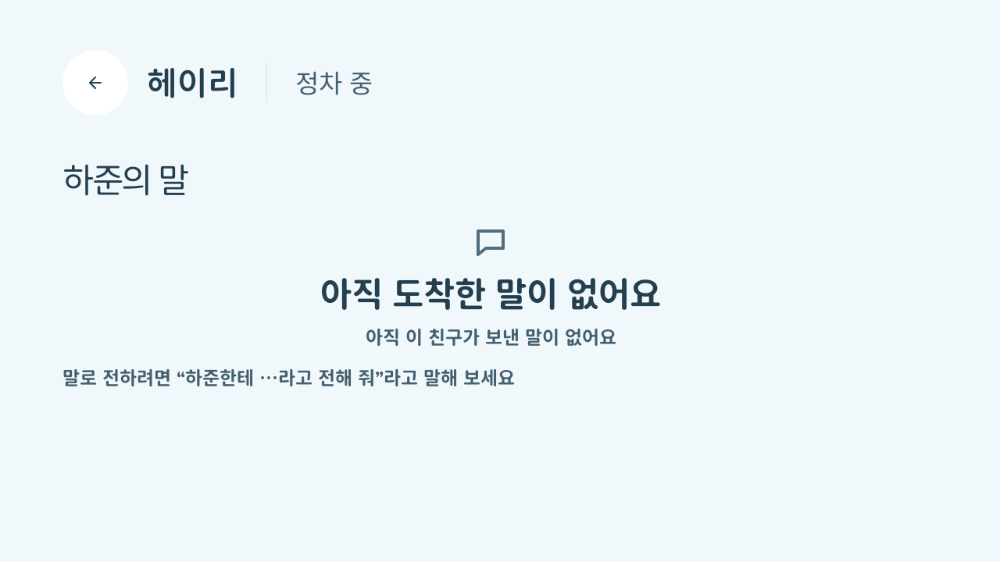 헤이리
정차 중
하준의 말
아직 도착한 말이 없어요
아직 이 친구가 보낸 말이 없어요
말로 전하려면 “하준한테 …라고 전해 줘”라고 말해 보세요